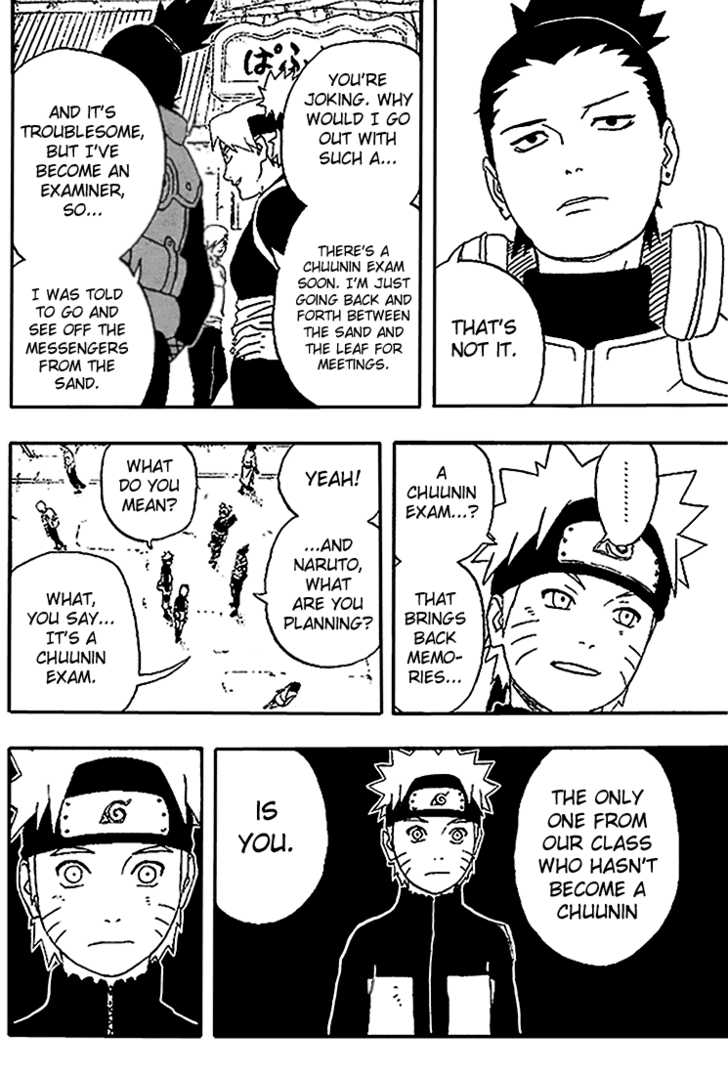 THAT'S
NOT IT.
YOU'RE
JOKING. WHY
WOULD I GO
OUT WITH
SUCH A...
THERE'S A
CHUUNIN EXAM
SOON. I'M JUST
GOING BACK AND
FORTH BETWEEN
THE SAND AND
THE LEAF FOR
MEETINGS.
AND IT'S
TROUBLESOME,
BUT I'VE
BECOME AN
EXAMINER,
SO...
I WAS TOLD
TO GO AND
SEE OFF THE
MESSENGERS
FROM THE
SAND.
ぱふ
........
A
CHUUNIN
EXAM...?
THAT
BRINGS
BACK
MEMO-
RIES...
YEAH!
...AND
NARUTO,
WHAT
ARE YOU
PLANNING?
WHAT
DO YOU
MEAN?
WHAT,
YOU SAY...
IT'S A
CHUUNIN
EXAM.
THE ONLY
ONE FROM
OUR CLASS
WHO HASN'T
BECOME A
CHUUNIN
IS
YOU.